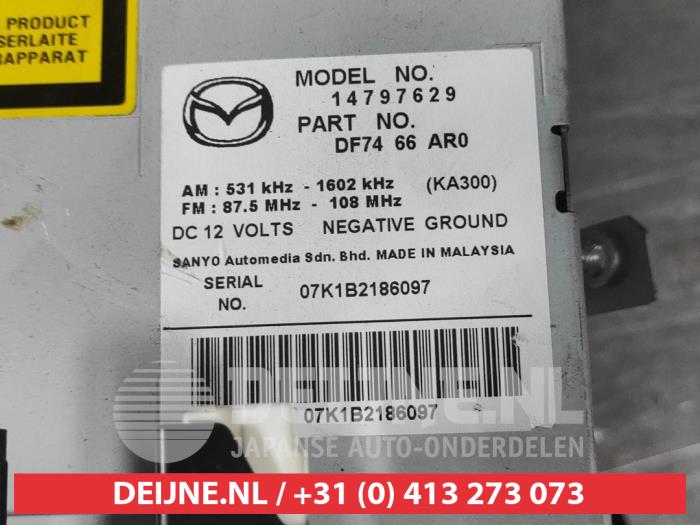 PRODUCT
SERLAITE
RAPPARAT
MODEL NO.
14797629
PART NO.
DF74 66 AR0
AM : 531 kHz - 1602 kHz (KA300)
FM : 87.5 MHz - 108 MHz
DC 12 VOLTS NEGATIVE GROUND
SANYO Automedia Sdn. Bhd. MADE IN MALAYSIA
SERIAL NO. 07K1B2186097
07K1B2186097
DEIJNE.NL
JAPANSE AUTO-ONDERDELEN
DEIJNE.NL / +31 (0) 413 273 073